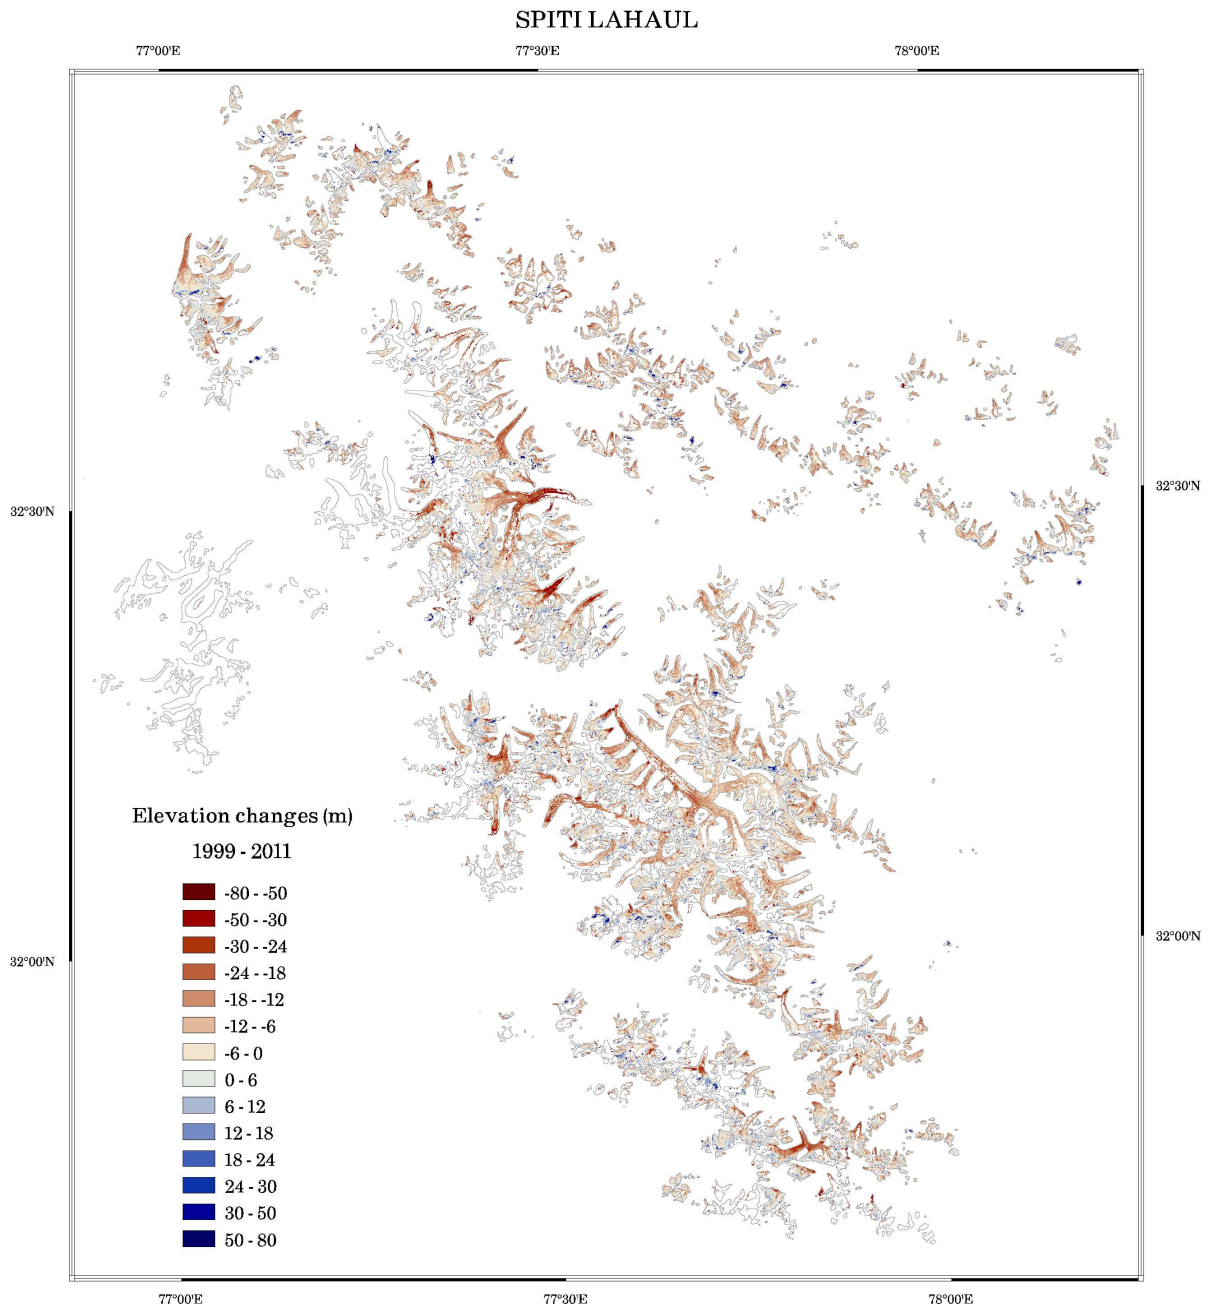 SPITI LAHAUL
77°00'E 77°30'E 78°00'E
32°30'N
32°30'N
Elevation changes (m)
1999 - 2011
-80 - -50
-50 - -30
-30 - -24
-24 - -18
-18 - -12
-12 - -6
-6 - 0
0 - 6
6 - 12
12 - 18
18 - 24
24 - 30
30 - 50
50 - 80
32°00'N
32°00'N
77°00'E 77°30'E 78°00'E